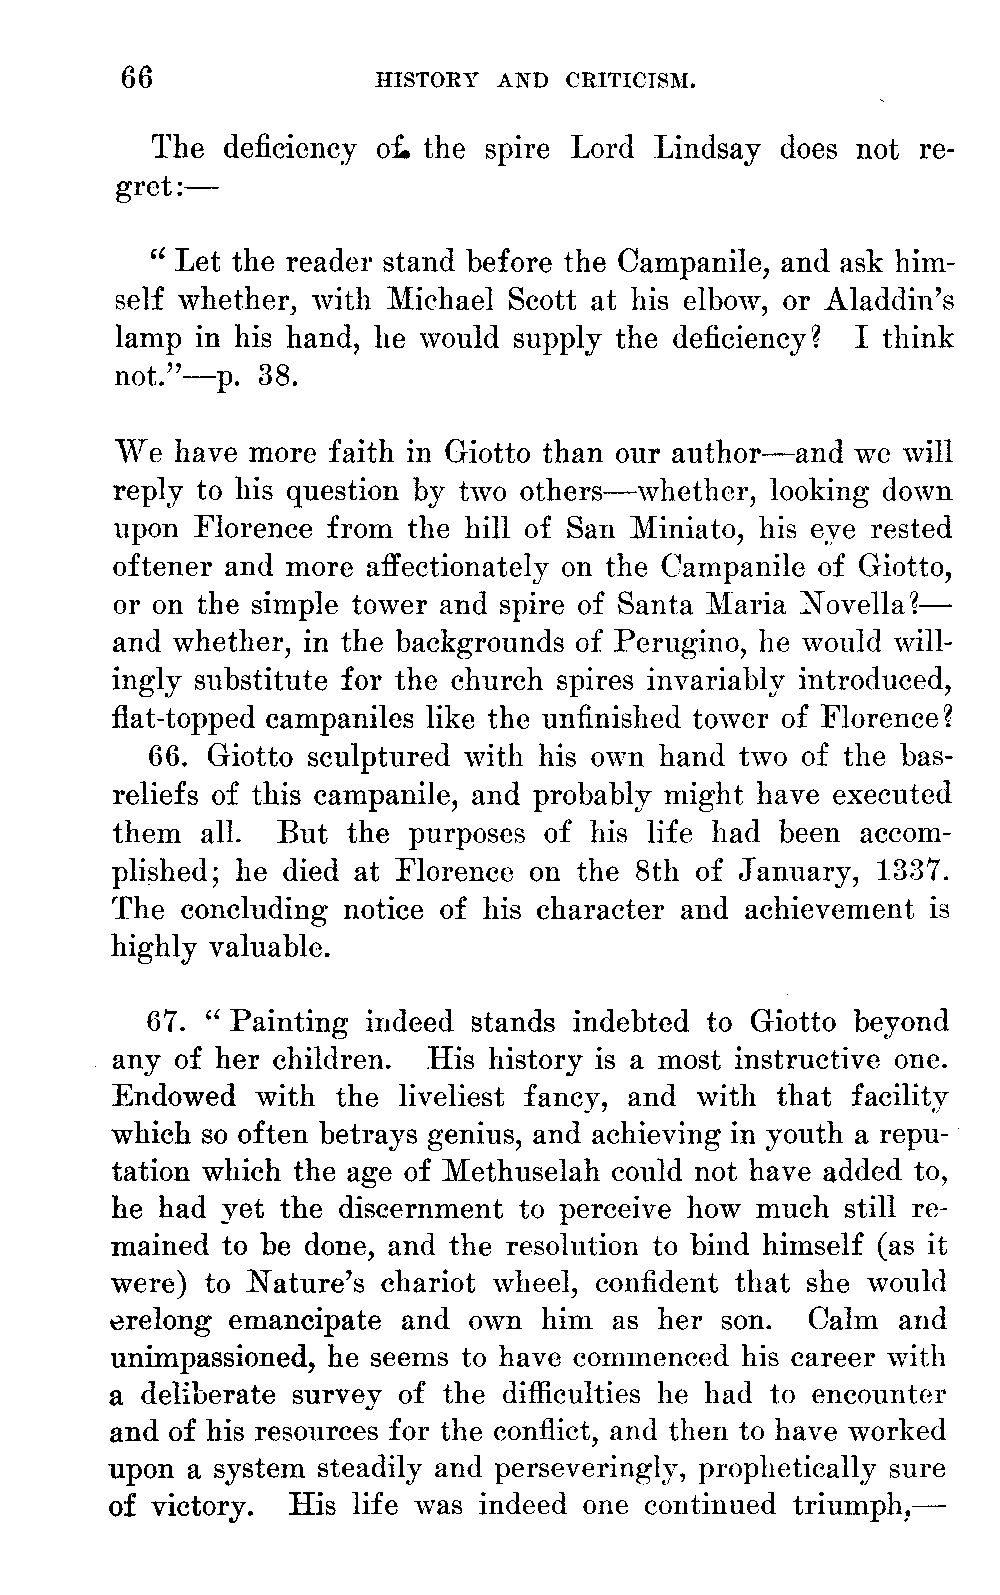 66 HISTORY AND CRITICISM.
The deficiency of the spire Lord Lindsay does not re-
gret:—
“Let the reader stand before the Campanile, and ask him-
self whether, with Michael Scott at his elbow, or Aladdin’s
lamp in his hand, he would supply the deficiency? I think
not.”—p. 38.
We have more faith in Giotto than our author—and we will
reply to his question by two others—whether, looking down
upon Florence from the hill of San Miniato, his eye rested
oftener and more affectionately on the Campanile of Giotto,
or on the simple tower and spire of Santa Maria Novella?—
and whether, in the backgrounds of Perugino, he would will-
ingly substitute for the church spires invariably introduced,
flat-topped campaniles like the unfinished tower of Florence?
66. Giotto sculptured with his own hand two of the bas-
reliefs of this campanile, and probably might have executed
them all. But the purposes of his life had been accom-
plished; he died at Florence on the 8th of January, 1337.
The concluding notice of his character and achievement is
highly valuable.
67. “Painting indeed stands indebted to Giotto beyond
any of her children. His history is a most instructive one.
Endowed with the liveliest fancy, and with that facility
which so often betrays genius, and achieving in youth a repu-
tation which the age of Methuselah could not have added to,
he had yet the discernment to perceive how much still re-
mained to be done, and the resolution to bind himself (as it
were) to Nature’s chariot wheel, confident that she would
erelong emancipate and own him as her son. Calm and
unimpassioned, he seems to have commenced his career with
a deliberate survey of the difficulties he had to encounter
and of his resources for the conflict, and then to have worked
upon a system steadily and perseveringly, prophetically sure
of victory. His life was indeed one continued triumph,—